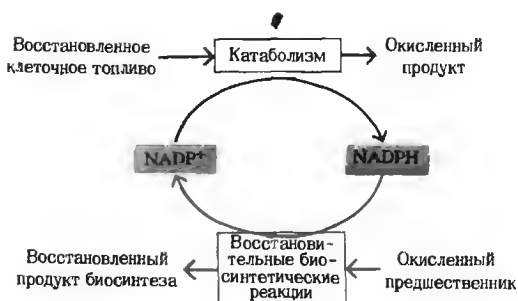 Восстановленное
клеточное топливо
Катаболизм
Окисленный
продукт
NADP+
NADPH
Восстановленный
продукт биосинтеза
Восстанови-
тельные био-
синтетические
реакции
Окисленный
предшественник